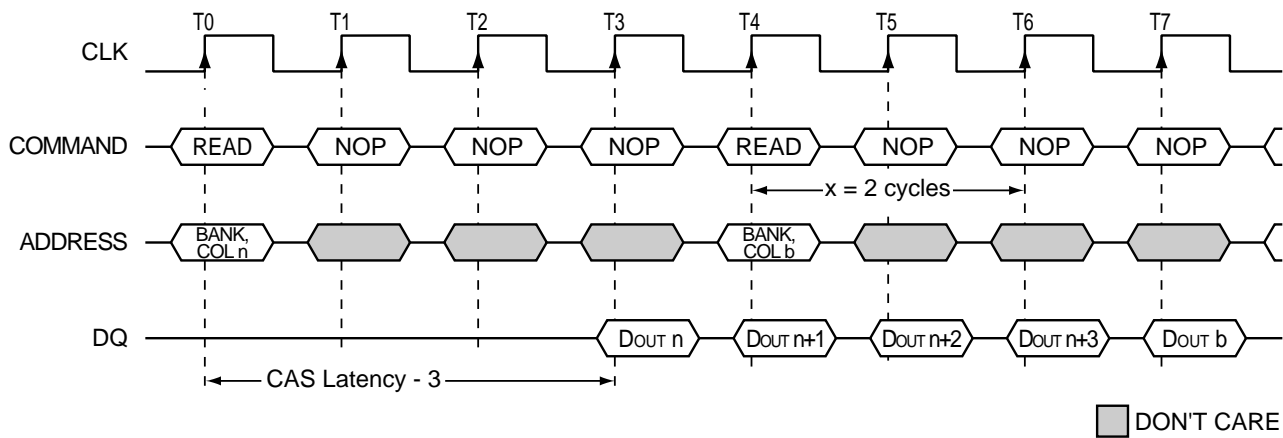 T0 T1 T2 T3 T4 T5 T6 T7
CLK
COMMAND READ NOP NOP NOP READ NOP NOP NOP
x = 2 cycles
ADDRESS BANK, COL n BANK, COL b
DQ DOUT n DOUT n+1 DOUT n+2 DOUT n+3 DOUT b
CAS Latency - 3
DON'T CARE